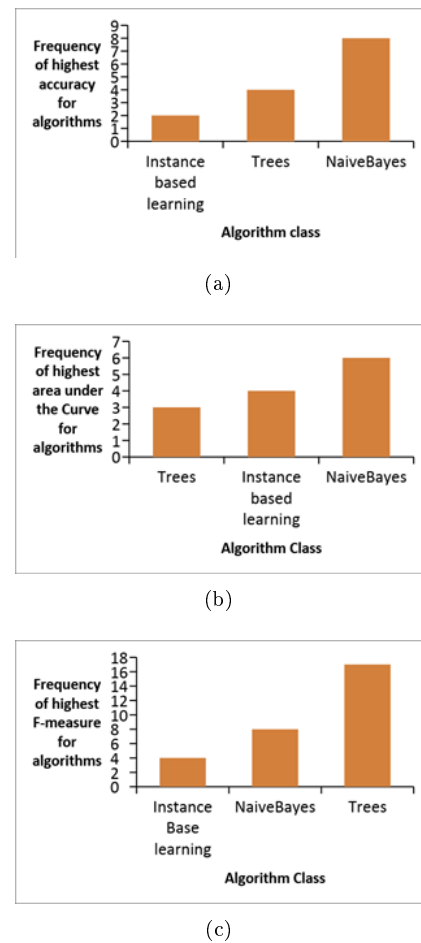 Frequency
of highest
accuracy
for
algorithms
9
8
7
6
5
4
3
2
1
0
Instance
based
learning
Trees
NaiveBayes
Algorithm class
(a)
Frequency
of highest
area under
the Curve
for
algorithms
7
6
5
4
3
2
1
0
Trees
Instance
based
learning
NaiveBayes
Algorithm Class
(b)
Frequency
of highest
F-measure
for
algorithms
18
16
14
12
10
8
6
4
2
0
Instance
Base
learning
NaiveBayes
Trees
Algorithm Class
(c)